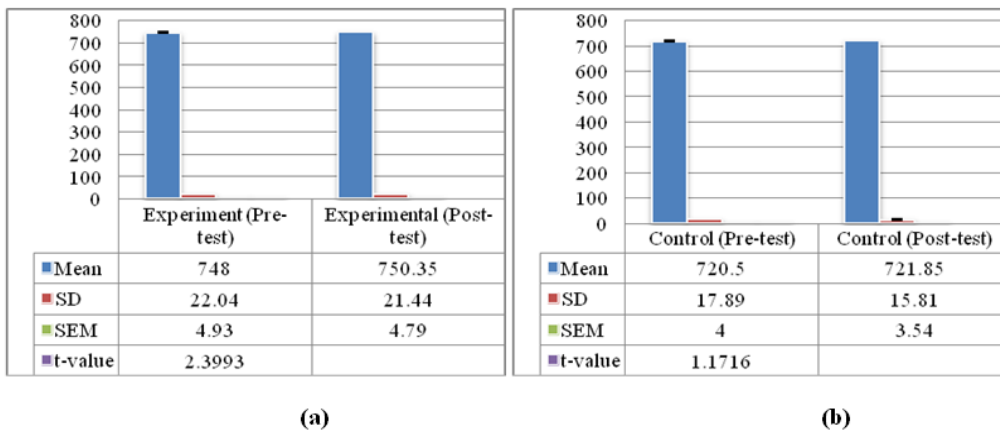 800
700
600
500
400
300
200
100
0
Experiment (Pre-
test)
Experimental (Post-
test)
Mean 748 750.35
SD 22.04 21.44
SEM 4.93 4.79
t-value 2.3993
(a)
800
700
600
500
400
300
200
100
0
Control (Pre-test) Control (Post-test)
Mean 720.5 721.85
SD 17.89 15.81
SEM 4 3.54
t-value 1.1716
(b)